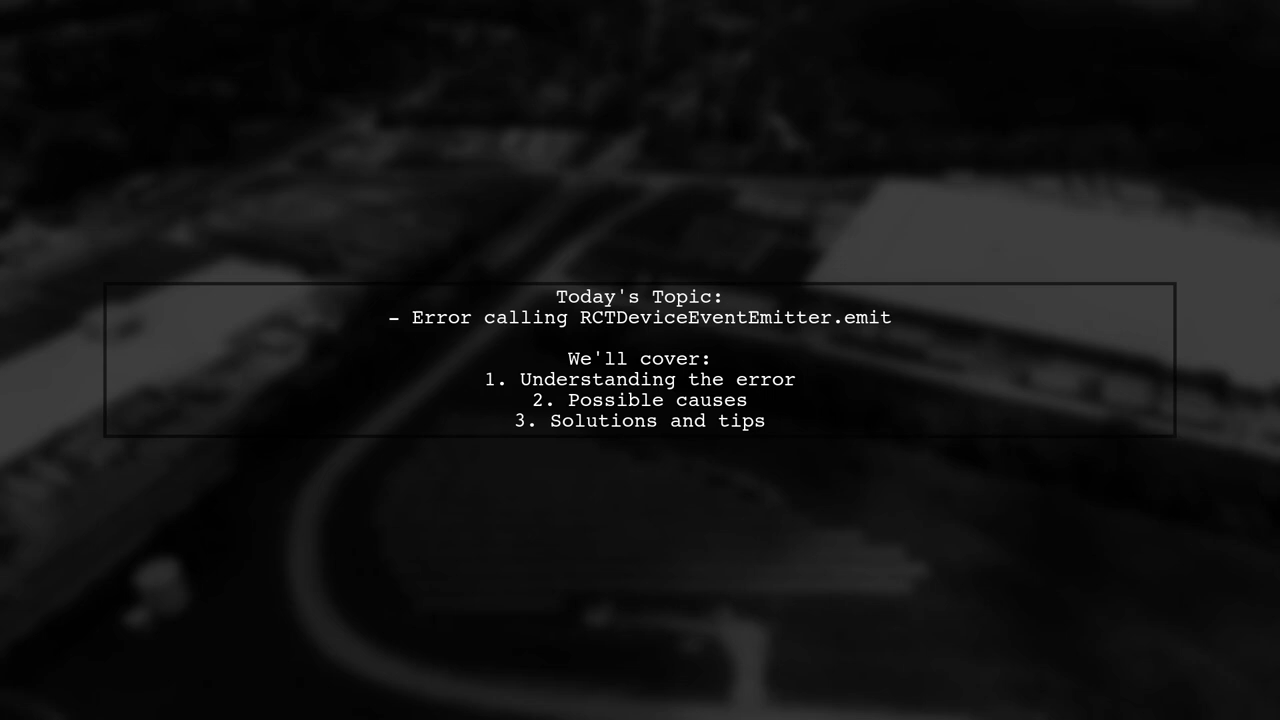 Today's Topic:
- Error calling RCTDeviceEventEmitter.emit
We'll cover:
1. Understanding the error
2. Possible causes
3. Solutions and tips